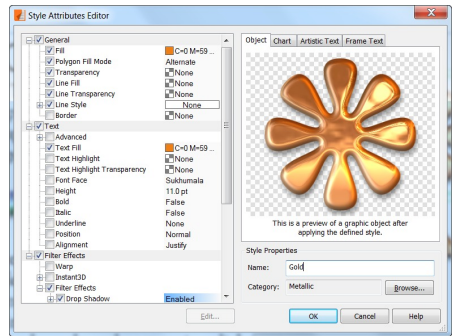 Style Attributes Editor
General
Fill C=0 M=59 ...
Polygon Fill Mode Alternate
Transparency None
Line Fill None
Line Transparency None
Line Style None
Border None
Text
Advanced
Text Fill C=0 M=59 ...
Text Highlight None
Text Highlight Transparency None
Font Face Sukhumala
Height 11.0 pt
Bold False
Italic False
Underline None
Position Normal
Alignment Justify
Filter Effects
Warp
Instant3D
Filter Effects
Drop Shadow Enabled
Edit...
Object Chart Artistic Text Frame Text
This is a preview of a graphic object after
applying the defined style.
Style Properties
Name: Gold
Category: Metallic Browse...
OK Cancel Help